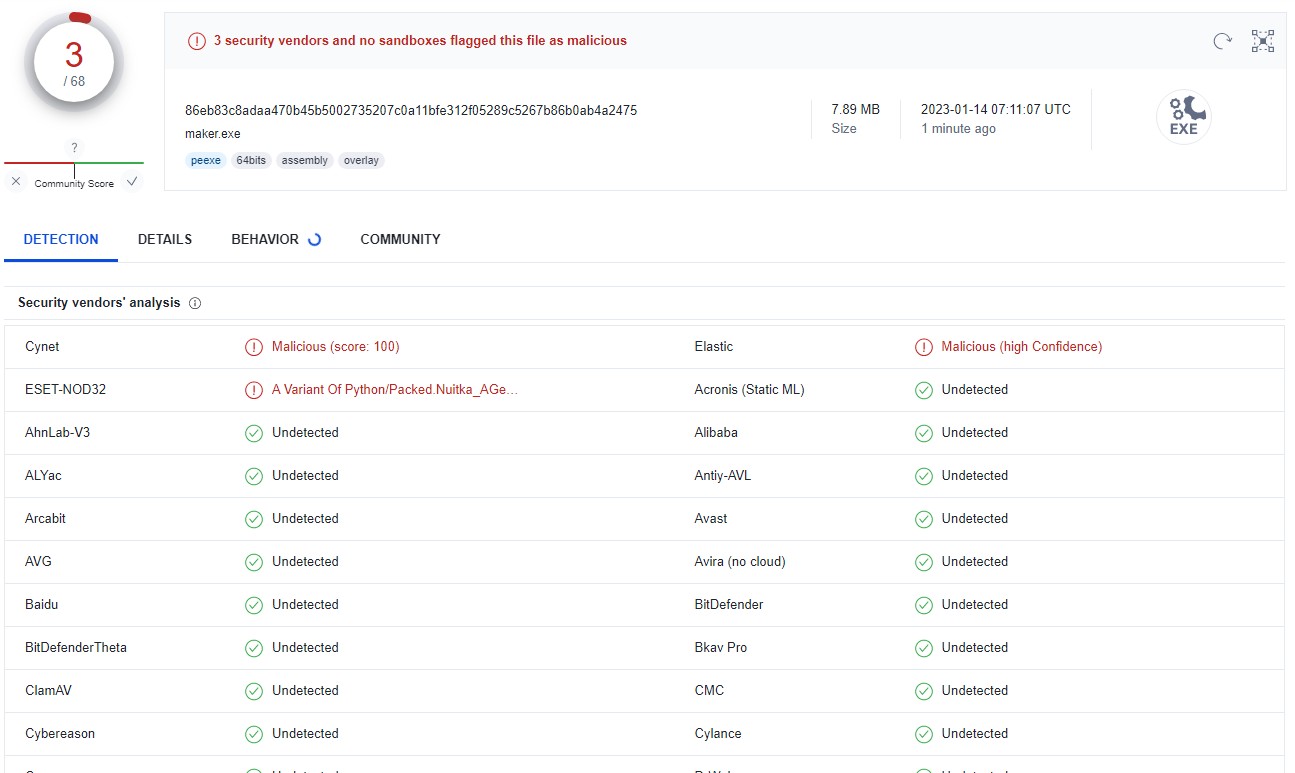 3
/ 68
?
Community Score
3 security vendors and no sandboxes flagged this file as malicious
86eb83c8adaa470b45b5002735207c0a11bfe312f05289c5267b86b0ab4a2475
maker.exe
peexe 64bits assembly overlay
7.89 MB
Size
2023-01-14 07:11:07 UTC
1 minute ago
EXE
DETECTION DETAILS BEHAVIOR COMMUNITY
Security vendors' analysis
Cynet Malicious (score: 100) Elastic Malicious (high Confidence)
ESET-NOD32 A Variant Of Python/Packed.Nuitka_AGe... Acronis (Static ML) Undetected
AhnLab-V3 Undetected Alibaba Undetected
ALYac Undetected Antiy-AVL Undetected
Arcabit Undetected Avast Undetected
AVG Undetected Avira (no cloud) Undetected
Baidu Undetected BitDefender Undetected
BitDefenderTheta Undetected Bkav Pro Undetected
ClamAV Undetected CMC Undetected
Cybereason Undetected Cylance Undetected